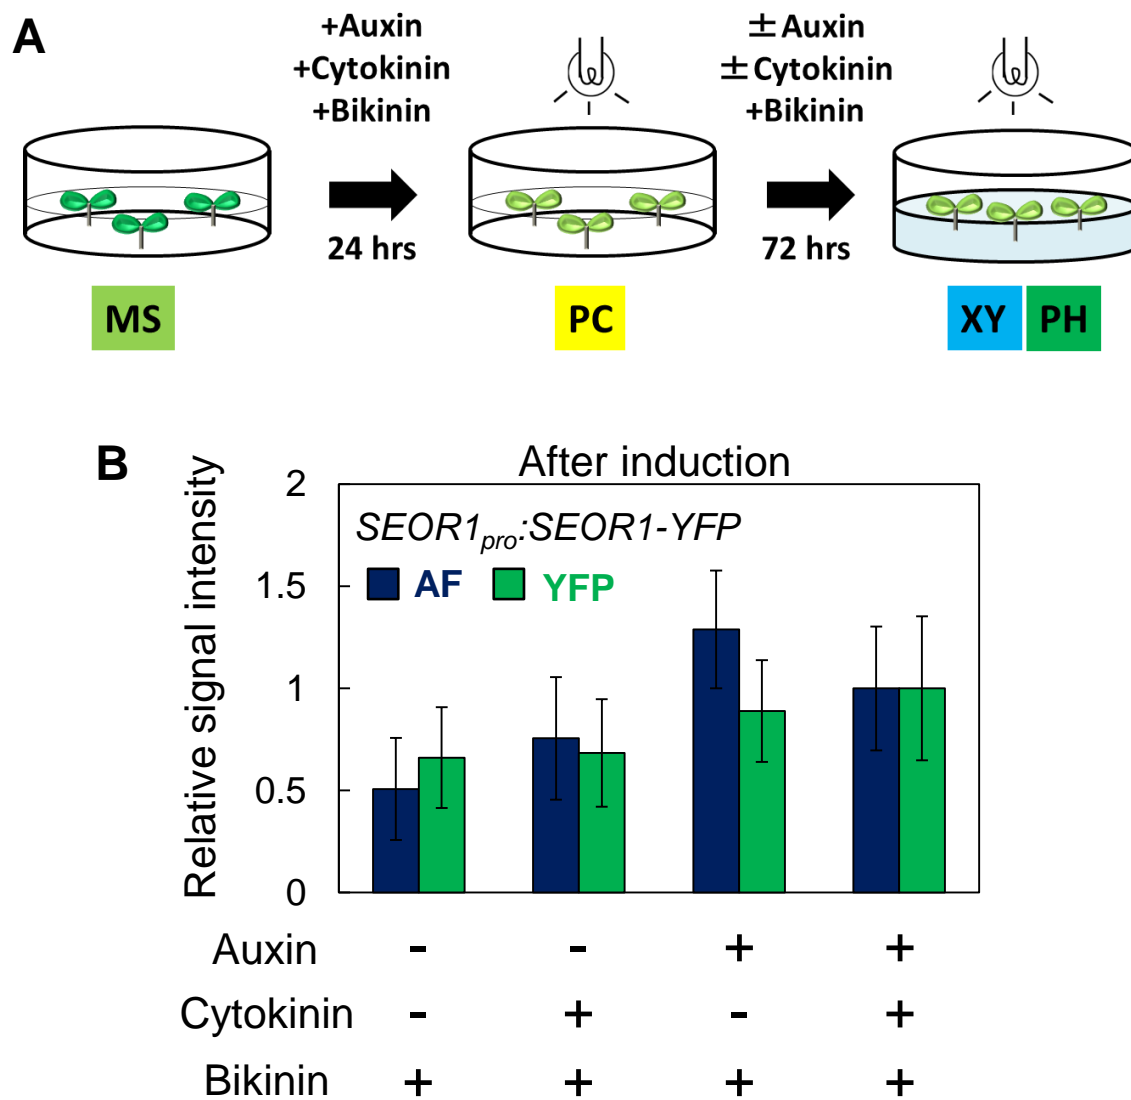 A
+Auxin
+Cytokinin
+Bikinin
24 hrs
±Auxin
±Cytokinin
+Bikinin
72 hrs
MS
PC
XY PH
B
After induction
Relative signal intensity
2
1.5
1
0.5
0
SEOR1pro:SEOR1-YFP
AF YFP
Auxin - - + +
Cytokinin - + - +
Bikinin + + + +